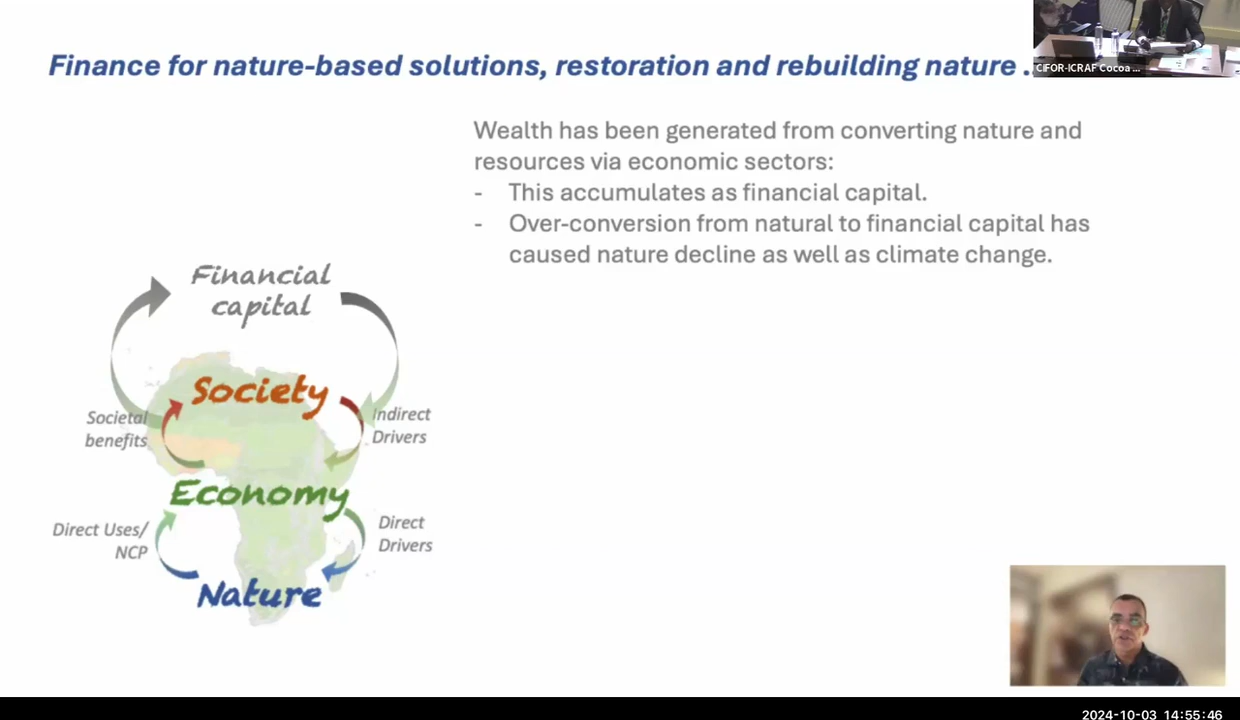 Finance for nature-based solutions, restoration and rebuilding nature ..
CIFOR-ICRAF Cocoa ...
Wealth has been generated from converting nature and
resources via economic sectors:
- This accumulates as financial capital.
- Over-conversion from natural to financial capital has
caused nature decline as well as climate change.
Financial
capital
Society
Societal
benefits
Indirect
Drivers
Economy
Direct Uses/
NCP
Direct
Drivers
Nature
2024-10-03 14:55:46